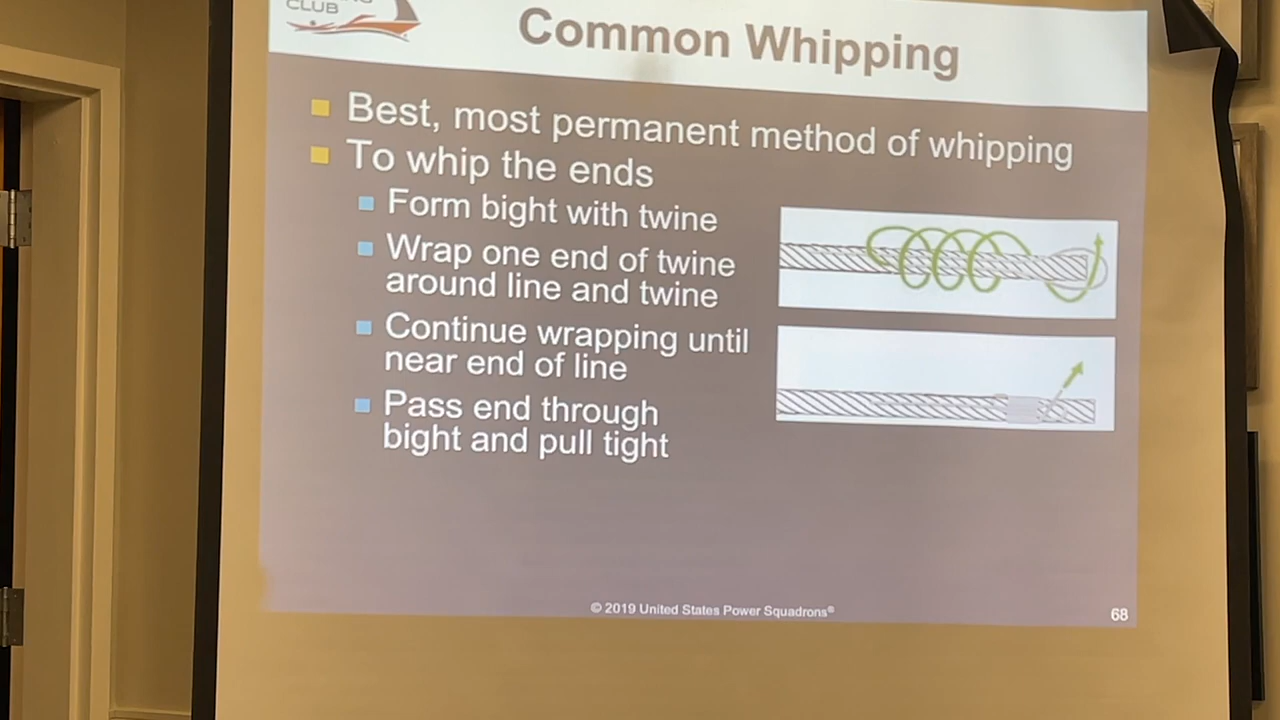 CLUB
Common Whipping
Best, most permanent method of whipping
To whip the ends
Form bight with twine
Wrap one end of twine
around line and twine
Continue wrapping until
near end of line
Pass end through
bight and pull tight
© 2019 United States Power Squadrons®
68